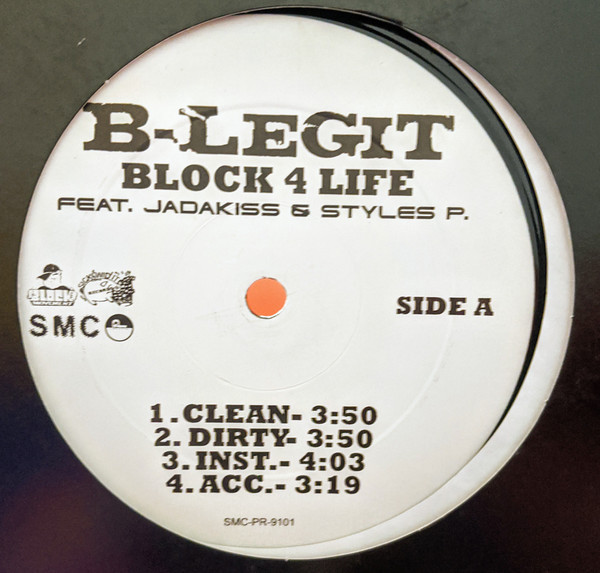 B-LEGIT
BLOCK 4 LIFE
FEAT. JADAKISS & STYLES P.
SMC
SIDE A
1. CLEAN- 3:50
2. DIRTY- 3:50
3. INST.- 4:03
4. ACC.- 3:19
SMC-PR-9101